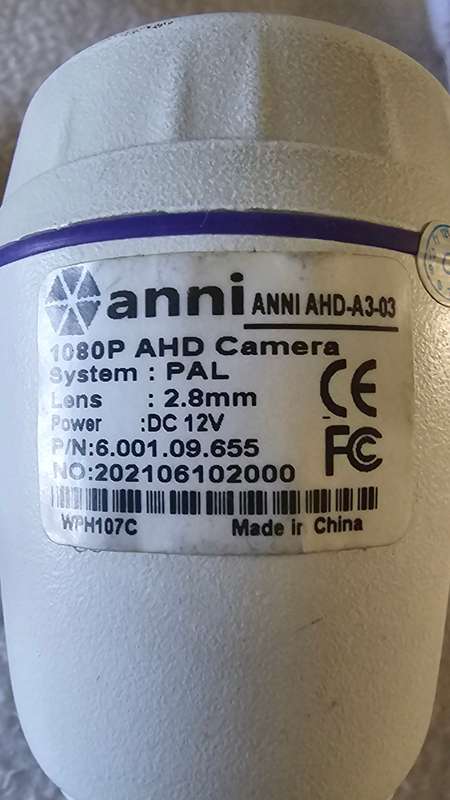 anni ANNI AHD-A3-03
1080P AHD Camera
System : PAL
Lens : 2.8mm
Power :DC 12V
P/N:6.001.09.655
NO:202106102000
CE
FC
WPH107C Made in China